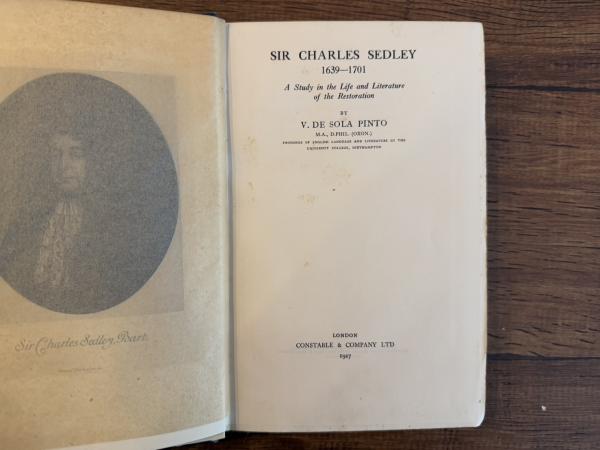 Sir Charles Sedley, Bart.
SIR CHARLES SEDLEY
1639—1701
A Study in the Life and Literature
of the Restoration
BY
V. DE SOLA PINTO
M.A., D.PHIL. (OXON.)
PROFESSOR OF ENGLISH LANGUAGE AND LITERATURE AT THE
UNIVERSITY COLLEGE, SOUTHAMPTON
LONDON
CONSTABLE & COMPANY LTD
1927